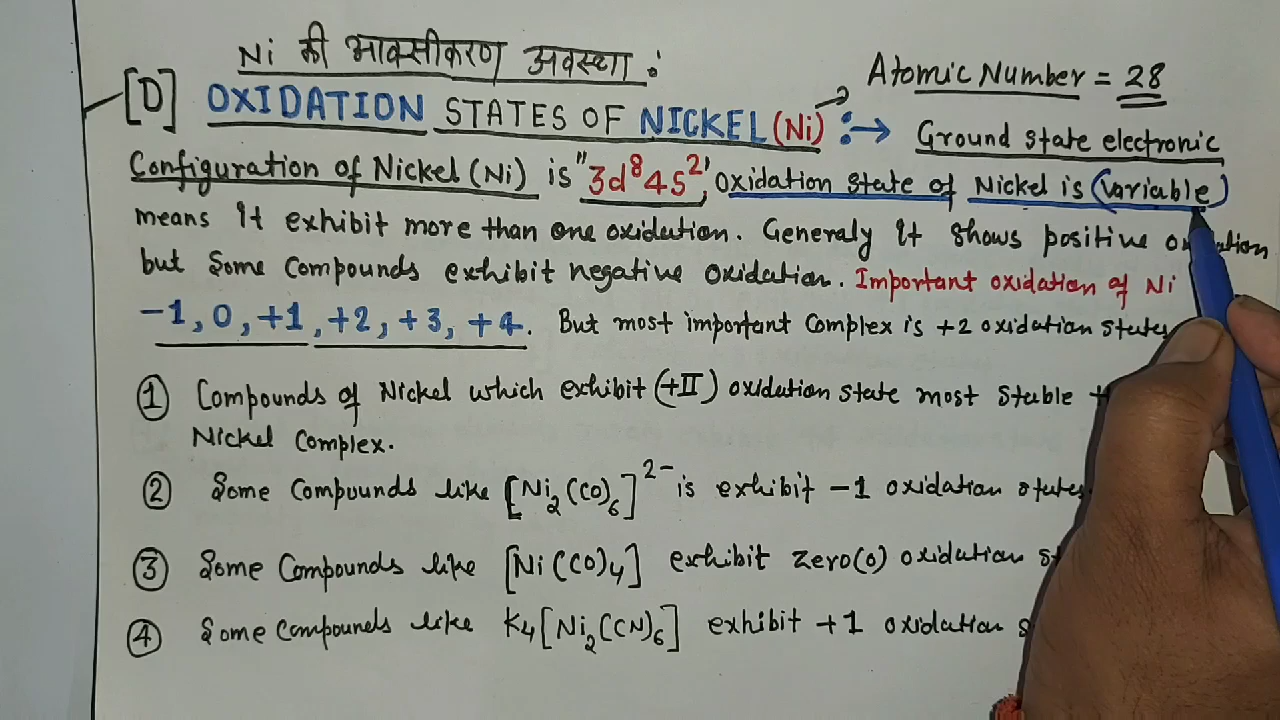 Ni की आक्सीकरण अवस्था :
Atomic Number = 28
[D] OXIDATION STATES OF NICKEL (Ni) : → Ground state electronic
Configuration of Nickel (Ni) is "3d⁸4s²", Oxidation state of Nickel is (variable)
means It exhibit more than one oxidation. Generaly It shows positive
but some compounds exhibit negative oxidation. Important oxidation of Ni
-1, 0, +1, +2, +3, +4. But most important complex is +2 oxidation states
① Compounds of Nickel which exhibit (+II) oxidation state most stable
Nickel complex.
② Some compounds like [Ni₂(CO)₆]²⁻ is exhibit -1 oxidation states
③ Some compounds like [Ni(CO)4] exhibit zero(0) oxidation
④ Some compounds like K₄[Ni₂(CN)₆] exhibit +1 oxidation